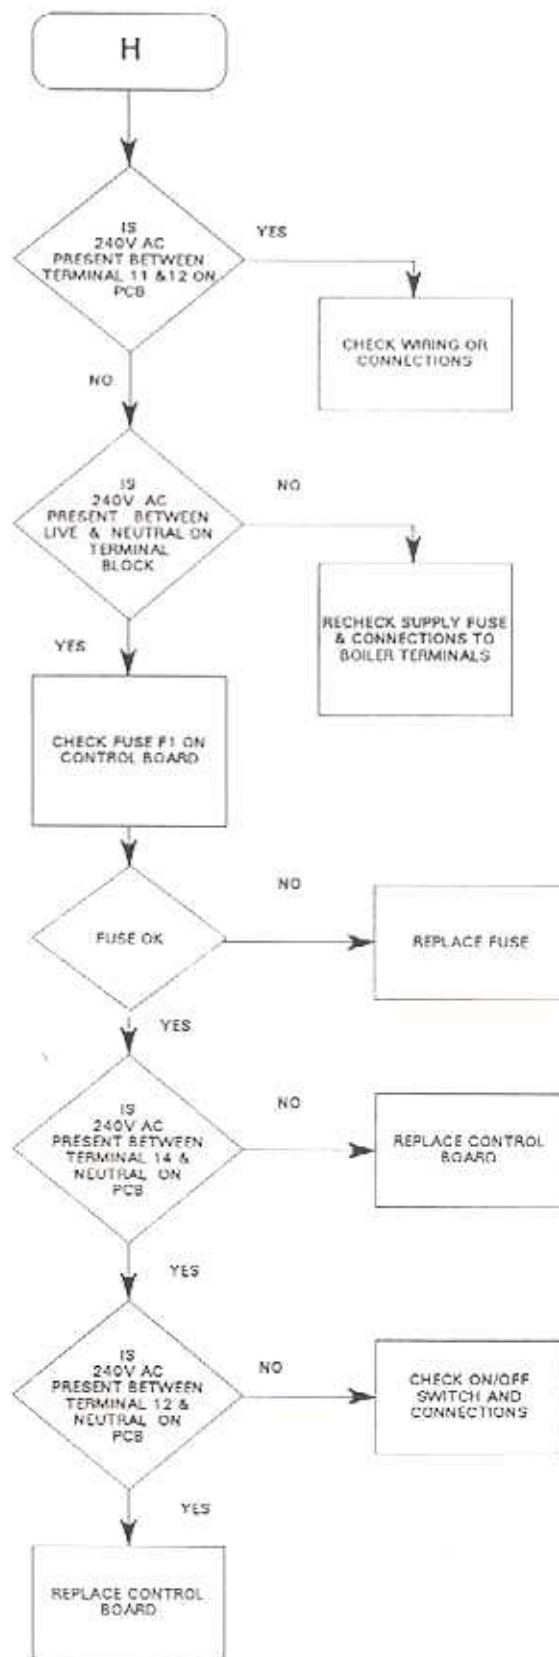 H
IS
240V AC
PRESENT BETWEEN
TERMINAL 11 & 12 ON
PCB
YES
CHECK WIRING OR
CONNECTIONS
NO
IS
240V AC
PRESENT BETWEEN
LIVE & NEUTRAL ON
TERMINAL
BLOCK
NO
RECHECK SUPPLY FUSE
& CONNECTIONS TO
BOILER TERMINALS
YES
CHECK FUSE F1 ON
CONTROL BOARD
FUSE OK
NO
REPLACE FUSE
YES
IS
240V AC
PRESENT BETWEEN
TERMINAL 14 &
NEUTRAL ON
PCB
NO
REPLACE CONTROL
BOARD
YES
IS
240V AC
PRESENT BETWEEN
TERMINAL 12 &
NEUTRAL ON
PCB
NO
CHECK ON/OFF
SWITCH AND
CONNECTIONS
YES
REPLACE CONTROL
BOARD